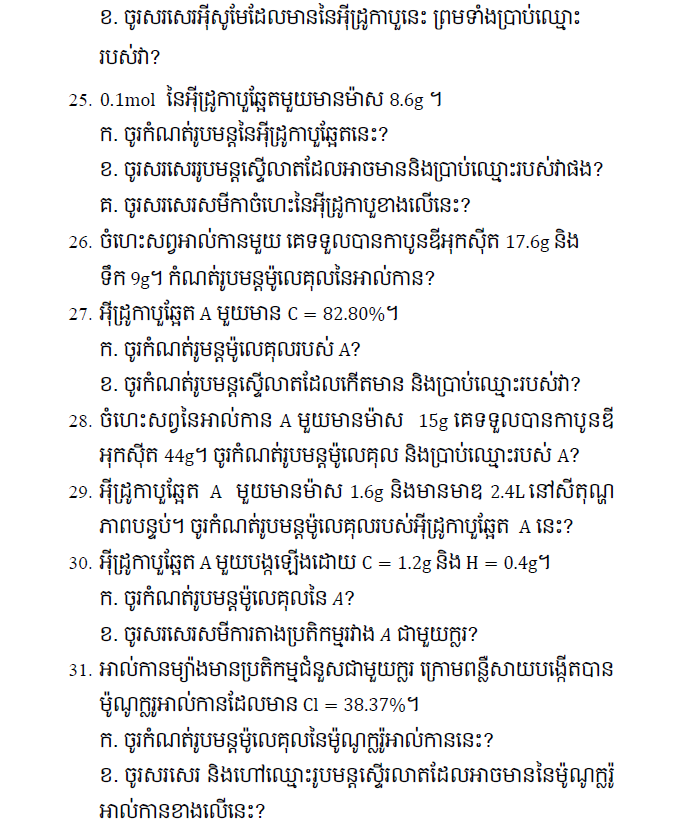 ខ. ចូរសរសេរអ៊ីសូមែដែលមាននៃអ៊ីដ្រូកាបួនេះ ព្រមទាំងប្រាប់ឈ្មោះ
របស់វា?
25. 0.1mol នៃអ៊ីដ្រូកាបួឆ្អែតមួយមានម៉ាស 8.6g ។
ក. ចូរកំណត់រូបមន្តនៃអ៊ីដ្រូកាបួឆ្អែតនេះ?
ខ. ចូរសរសេររូបមន្តស្ទើលាតដែលអាចមាននិងប្រាប់ឈ្មោះរបស់វាផង?
គ. ចូរសរសេរសមីកាចំហេះនៃអ៊ីដ្រូកាបួខាងលើនេះ?
26. ចំហេះសព្វអាល់កានមួយ គេទទួលបានកាបូនឌីអុកស៊ីត 17.6g និង
ទឹក 9g។ កំណត់រូបមន្តម៉ូលេគុលនៃអាល់កាន?
27. អ៊ីដ្រូកាបួឆ្អែត A មួយមាន C = 82.80%។
ក. ចូរកំណត់រូមន្តម៉ូលេគុលរបស់ A?
ខ. ចូរកំណត់រូបមន្តស្ទើលាតដែលកើតមាន និងប្រាប់ឈ្មោះរបស់វា?
28. ចំហេះសព្វនៃអាល់កាន A មួយមានម៉ាស 15g គេទទួលបានកាបូនឌី
អុកស៊ីត 44g។ ចូរកំណត់រូបមន្តម៉ូលេគុល និងប្រាប់ឈ្មោះរបស់ A?
29. អ៊ីដ្រូកាបួឆ្អែត A មួយមានម៉ាស 1.6g និងមានមាឌ 2.4L នៅសីតុណ្ហ
ភាពបន្ទប់។ ចូរកំណត់រូបមន្តម៉ូលេគុលរបស់អ៊ីដ្រូកាបួឆ្អែត A នេះ?
30. អ៊ីដ្រូកាបួឆ្អែត A មួយបង្កឡើងដោយ C = 1.2g និង H = 0.4g។
ក. ចូរកំណត់រូបមន្តម៉ូលេគុលនៃ A?
ខ. ចូរសរសេរសមីការតាងប្រតិកម្មរវាង A ជាមួយក្លរ?
31. អាល់កានម្យ៉ាងមានប្រតិកម្មជំនួសជាមួយក្លរ ក្រោមពន្លឺសាយបង្កើតបាន
ម៉ូណូក្លរូអាល់កានដែលមាន Cl = 38.37%។
ក. ចូរកំណត់រូបមន្តម៉ូលេគុលនៃម៉ូណូក្លរ៉ូអាល់កាននេះ?
ខ. ចូរសរសេរ និងហៅឈ្មោះរូបមន្តស្ទើរលាតដែលអាចមាននៃម៉ូណូក្លរ៉ូ
អាល់កានខាងលើនេះ?